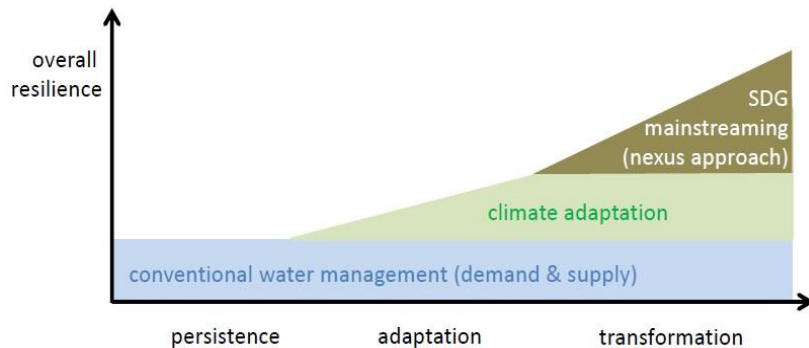 overall
resilience
SDG
mainstreaming
(nexus approach)
climate adaptation
conventional water management (demand & supply)
persistence adaptation transformation